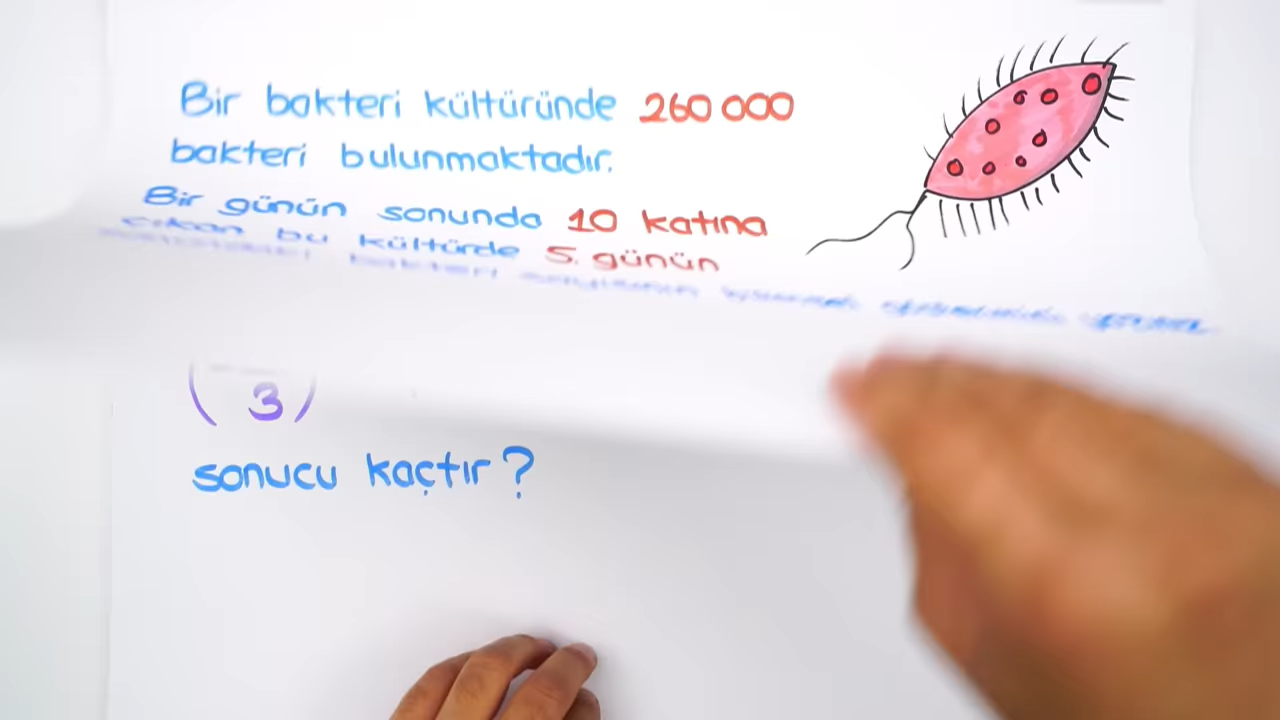 Bir bakteri kültüründe 260 000
bakteri bulunmaktadır.
Bir günün sonunda 10 katına
çıkan bu kültürde 5. günün
bakteri
( 3 )
sonucu kaçtır?